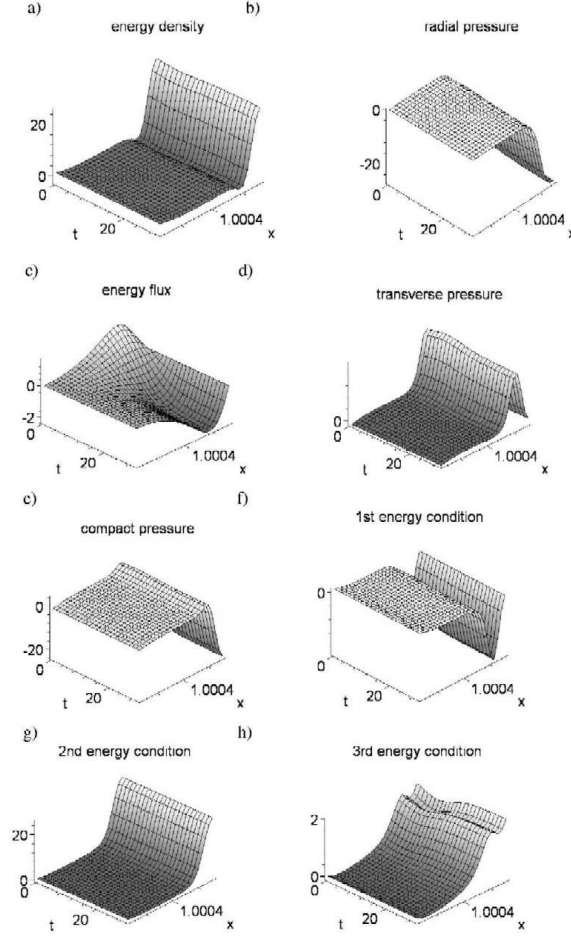 a)
energy density
20
0
0
t
20
1.0004
x
b)
radial pressure
0
-20
0
t
20
1.0004
x
c)
energy flux
0
-2
0
t
20
1.0004
x
d)
transverse pressure
0
0
t
20
1.0004
x
e)
compact pressure
0
-20
0
t
20
1.0004
x
f)
1st energy condition
0
0
t
20
1.0004
x
g)
2nd energy condition
20
0
0
t
20
1.0004
x
h)
3rd energy condition
2
0
0
t
20
1.0004
x